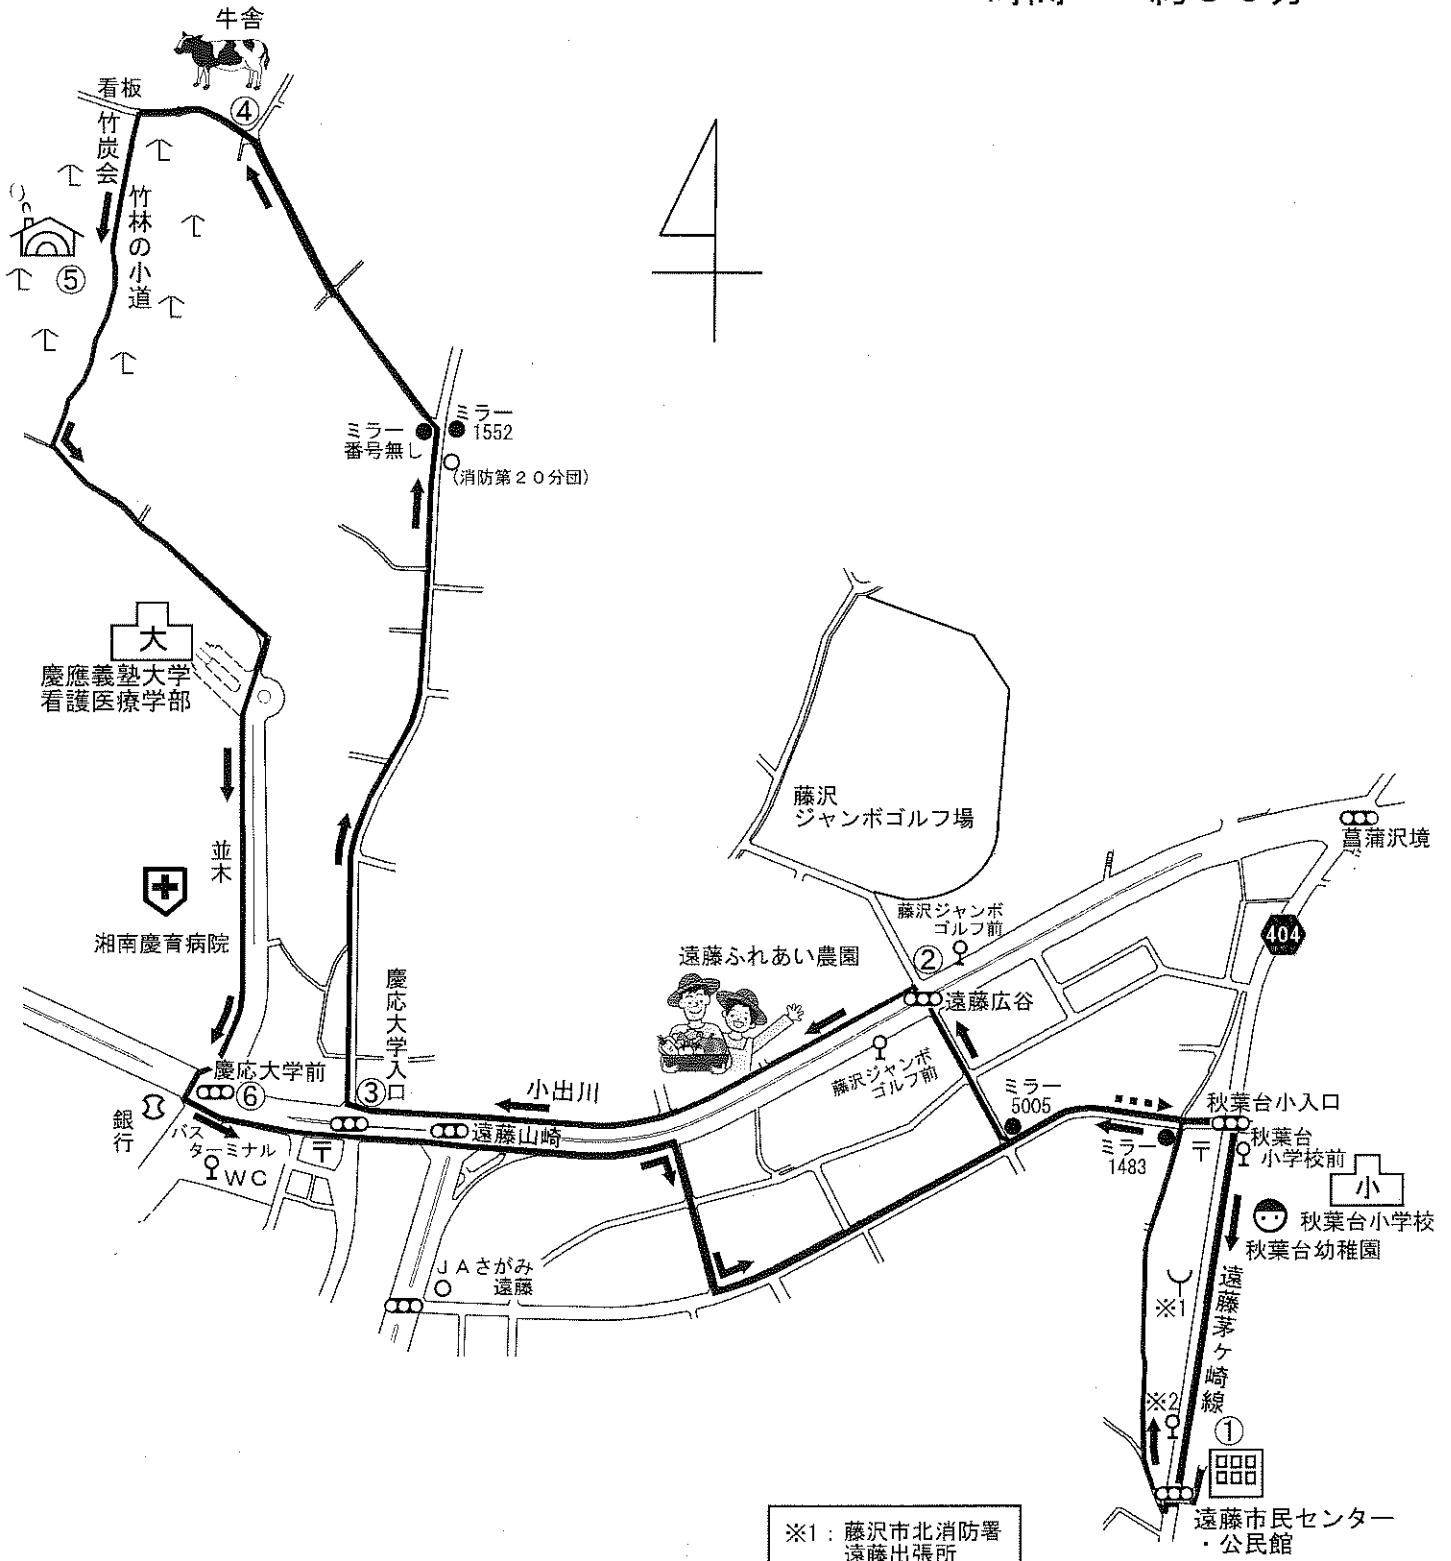 牛舎
看板
④
竹炭会
竹林の小道
⑤
ミラー
番号無し
ミラー
1552
(消防第20分団)
大
慶應義塾大学
看護医療学部
藤沢
ジャンボゴルフ場
菖蒲沢境
並木
湘南慶育病院
404
藤沢ジャンボ
ゴルフ前
②
遠藤ふれあい農園
遠藤広谷
慶応大学入口
慶応大学前
⑥
③
小出川
藤沢ジャンボ
ゴルフ前
ミラー
5005
秋葉台小入口
銀行
バス
ターミナル
WC
〒
遠藤山崎
ミラー
1483
〒
秋葉台
小学校前
小
秋葉台小学校
秋葉台幼稚園
JAさがみ
遠藤
※1
遠藤茅ヶ崎線
※2
①
遠藤市民センター
・公民館
※1:藤沢市北消防署
遠藤出張所